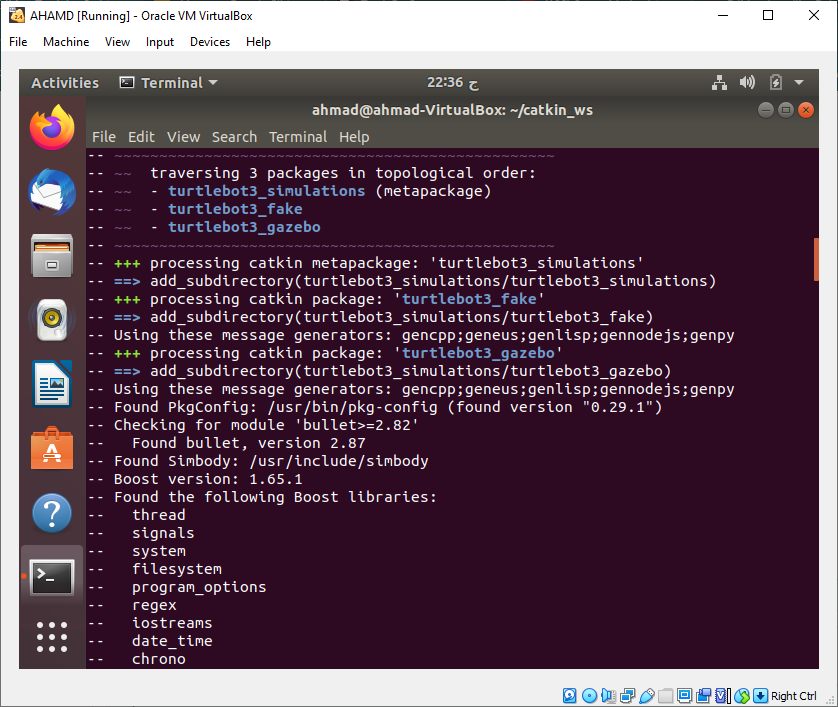 AHAMD [Running] - Oracle VM VirtualBox
File Machine View Input Devices Help
Activities Terminal 22:36 ح
ahmad@ahmad-VirtualBox: ~/catkin_ws
File Edit View Search Terminal Help
-- ~~~~~~~~~~~~~~~~~~~~~~~~~~~~~~~~~~~~~~~~~~~~~~~~~
-- ~~  traversing 3 packages in topological order:
-- ~~  - turtlebot3_simulations (metapackage)
-- ~~  - turtlebot3_fake
-- ~~  - turtlebot3_gazebo
-- ~~~~~~~~~~~~~~~~~~~~~~~~~~~~~~~~~~~~~~~~~~~~~~~~~
-- +++ processing catkin metapackage: 'turtlebot3_simulations'
-- ==> add_subdirectory(turtlebot3_simulations/turtlebot3_simulations)
-- +++ processing catkin package: 'turtlebot3_fake'
-- ==> add_subdirectory(turtlebot3_simulations/turtlebot3_fake)
-- Using these message generators: gencpp;geneus;genlisp;gennodejs;genpy
-- +++ processing catkin package: 'turtlebot3_gazebo'
-- ==> add_subdirectory(turtlebot3_simulations/turtlebot3_gazebo)
-- Using these message generators: gencpp;geneus;genlisp;gennodejs;genpy
-- Found PkgConfig: /usr/bin/pkg-config (found version "0.29.1")
-- Checking for module 'bullet>=2.82'
--   Found bullet, version 2.87
-- Found Simbody: /usr/include/simbody
-- Boost version: 1.65.1
-- Found the following Boost libraries:
--   thread
--   signals
--   system
--   filesystem
--   program_options
--   regex
--   iostreams
--   date_time
--   chrono
Right Ctrl